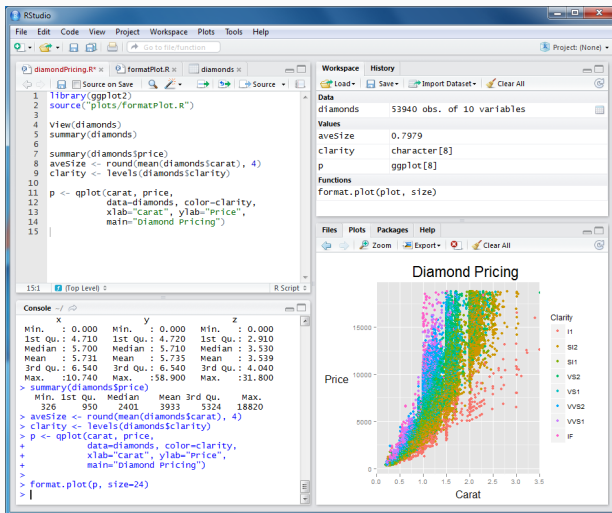 RStudio
File Edit Code View Project Workspace Plots Tools Help
Go to file/function
Project: (None)
diamondPricing.R*
formatPlot.R
diamonds
Source on Save
Source
1 library(ggplot2)
2 source("plots/formatPlot.R")
3
4 View(diamonds)
5 summary(diamonds)
6
7 summary(diamonds$price)
8 aveSize <- round(mean(diamonds$carat), 4)
9 clarity <- levels(diamonds$clarity)
10
11 p <- qplot(carat, price,
12 data=diamonds, color=clarity,
13 xlab="Carat", ylab="Price",
14 main="Diamond Pricing")
15
15:1 (Top Level) R Script
Console ~/
x y z
Min. : 0.000 Min. : 0.000 Min. : 0.000
1st Qu.: 4.710 1st Qu.: 4.720 1st Qu.: 2.910
Median : 5.700 Median : 5.710 Median : 3.530
Mean : 5.731 Mean : 5.735 Mean : 3.539
3rd Qu.: 6.540 3rd Qu.: 6.540 3rd Qu.: 4.040
Max. :10.740 Max. :58.900 Max. :31.800
> summary(diamonds$price)
Min. 1st Qu. Median Mean 3rd Qu. Max.
326 950 2401 3933 5324 18820
> aveSize <- round(mean(diamonds$carat), 4)
> clarity <- levels(diamonds$clarity)
> p <- qplot(carat, price,
+ data=diamonds, color=clarity,
+ xlab="Carat", ylab="Price",
+ main="Diamond Pricing")
>
> format.plot(p, size=24)
>
Workspace History
Load Save Import Dataset Clear All
Data
diamonds 53940 obs. of 10 variables
Values
aveSize 0.7979
clarity character[8]
p ggplot[8]
Functions
format.plot(plot, size)
Files Plots Packages Help
Zoom Export Clear All
Diamond Pricing
Price
15000
10000
5000
0
0.0 0.5 1.0 1.5 2.0 2.5 3.0 3.5
Carat
Clarity
I1
SI2
SI1
VS2
VS1
VVS2
VVS1
IF